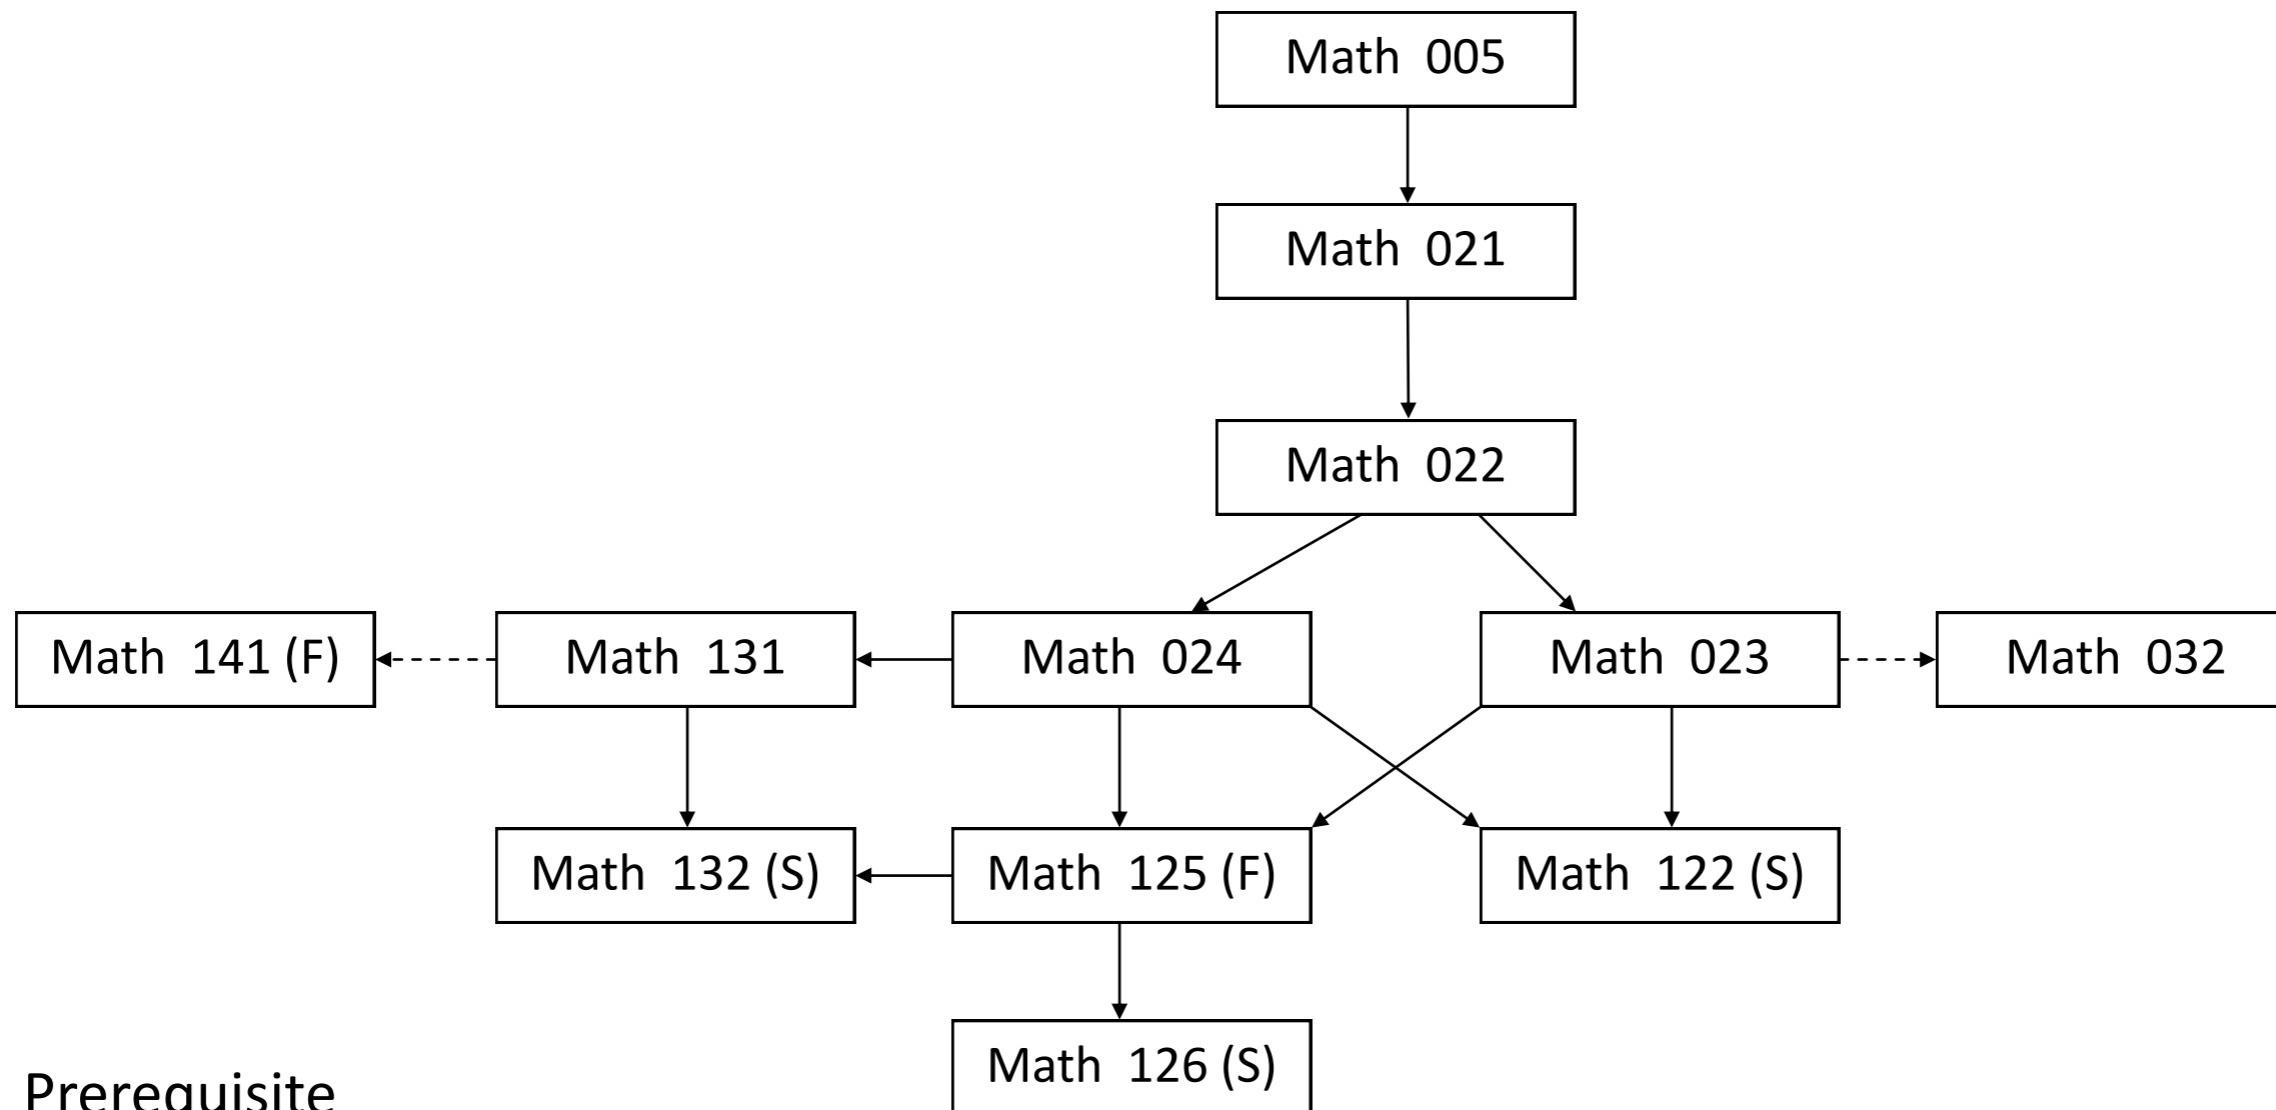 Math 005
Math 021
Math 022
Math 141 (F)
Math 131
Math 024
Math 023
Math 032
Math 132 (S)
Math 125 (F)
Math 122 (S)
Math 126 (S)
Prerequisite